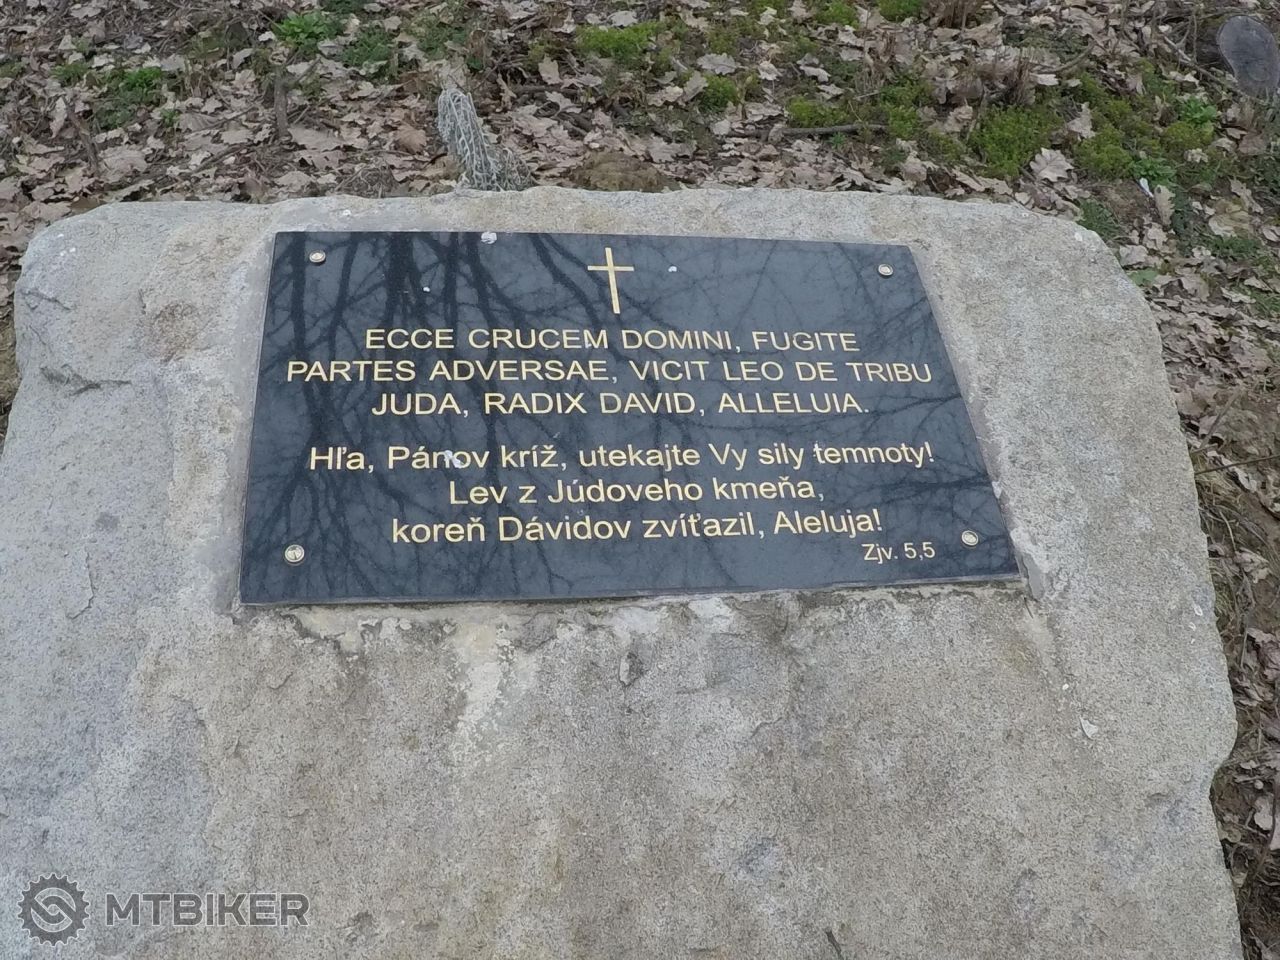 ECCE CRUCEM DOMINI, FUGITE
PARTES ADVERSAE, VICIT LEO DE TRIBU
JUDA, RADIX DAVID, ALLELUIA.
Hľa, Pánov kríž, utekajte Vy sily temnoty!
Lev z Júdoveho kmeňa,
koreň Dávidov zvíťazil, Aleluja!
Zjv. 5,5
MTBIKER